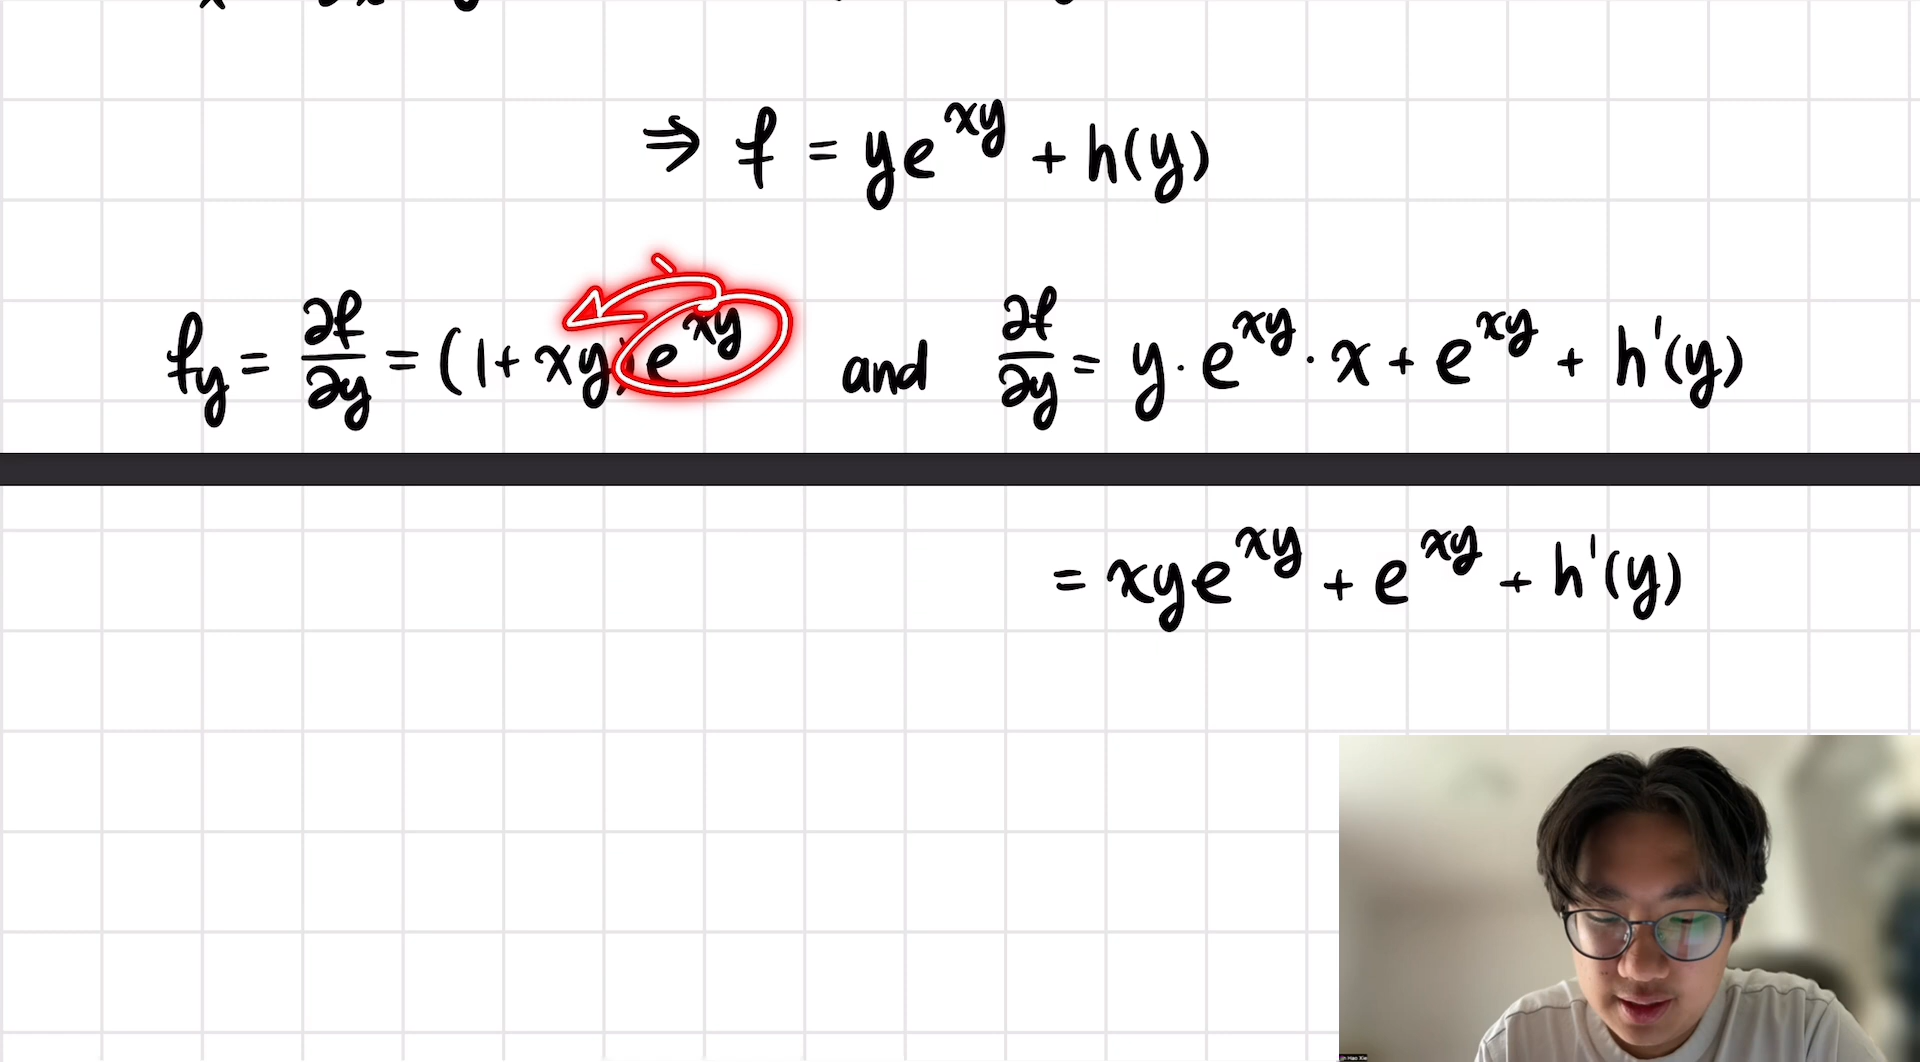 ⇒ f = ye^{xy} + h(y)
f_y = ∂f/∂y = (1 + xy)e^{xy} and ∂f/∂y = y · e^{xy} · x + e^{xy} + h'(y)
= xye^{xy} + e^{xy} + h'(y)